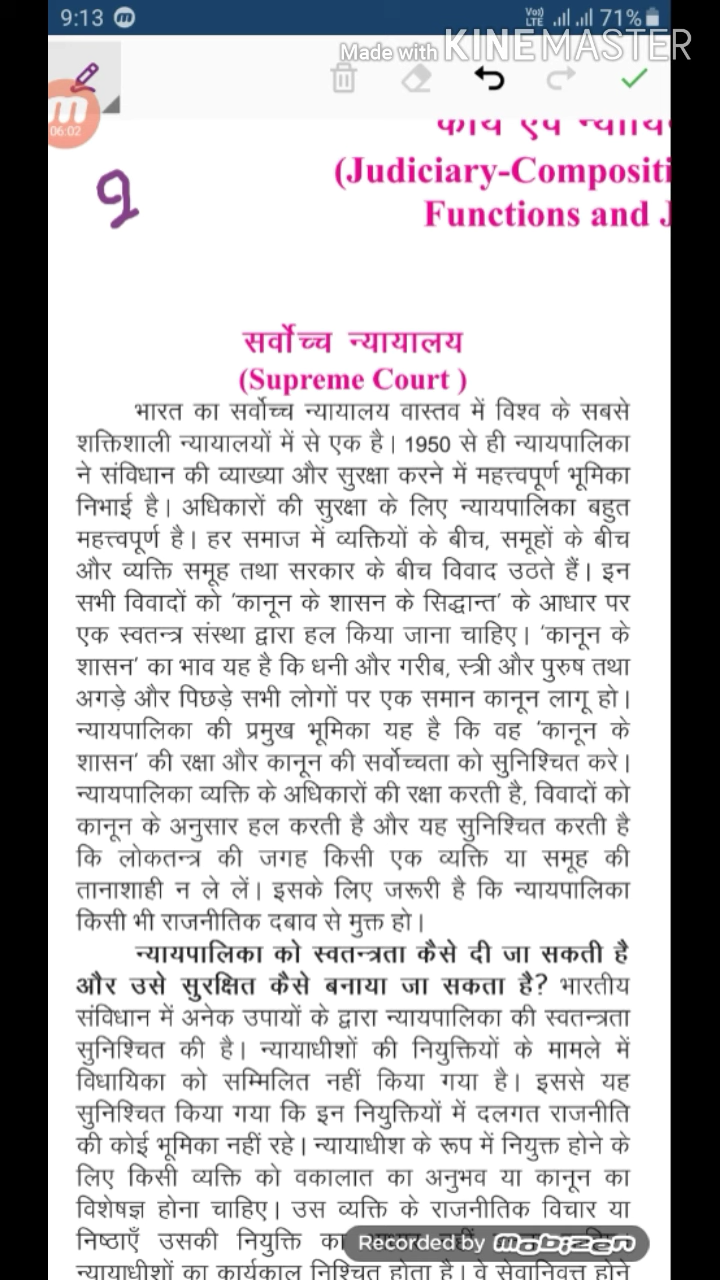 9:13
Vo)) LTE
71%
Made with KINEMASTER
06:02
(Judiciary-Compositi
Functions and J
9
सर्वोच्च न्यायालय
(Supreme Court )
भारत का सर्वोच्च न्यायालय वास्तव में विश्व के सबसे
शक्तिशाली न्यायालयों में से एक है। 1950 से ही न्यायपालिका
ने संविधान की व्याख्या और सुरक्षा करने में महत्त्वपूर्ण भूमिका
निभाई है। अधिकारों की सुरक्षा के लिए न्यायपालिका बहुत
महत्त्वपूर्ण है। हर समाज में व्यक्तियों के बीच, समूहों के बीच
और व्यक्ति समूह तथा सरकार के बीच विवाद उठते हैं। इन
सभी विवादों को 'कानून के शासन के सिद्धान्त' के आधार पर
एक स्वतन्त्र संस्था द्वारा हल किया जाना चाहिए। 'कानून के
शासन' का भाव यह है कि धनी और गरीब, स्त्री और पुरुष तथा
अगड़े और पिछड़े सभी लोगों पर एक समान कानून लागू हो।
न्यायपालिका की प्रमुख भूमिका यह है कि वह 'कानून के
शासन' की रक्षा और कानून की सर्वोच्चता को सुनिश्चित करे।
न्यायपालिका व्यक्ति के अधिकारों की रक्षा करती है, विवादों को
कानून के अनुसार हल करती है और यह सुनिश्चित करती है
कि लोकतन्त्र की जगह किसी एक व्यक्ति या समूह की
तानाशाही न ले लें। इसके लिए जरूरी है कि न्यायपालिका
किसी भी राजनीतिक दबाव से मुक्त हो।
न्यायपालिका को स्वतन्त्रता कैसे दी जा सकती है
और उसे सुरक्षित कैसे बनाया जा सकता है? भारतीय
संविधान में अनेक उपायों के द्वारा न्यायपालिका की स्वतन्त्रता
सुनिश्चित की है। न्यायाधीशों की नियुक्तियों के मामले में
विधायिका को सम्मिलित नहीं किया गया है। इससे यह
सुनिश्चित किया गया कि इन नियुक्तियों में दलगत राजनीति
की कोई भूमिका नहीं रहे। न्यायाधीश के रूप में नियुक्त होने के
लिए किसी व्यक्ति को वकालात का अनुभव या कानून का
विशेषज्ञ होना चाहिए। उस व्यक्ति के राजनीतिक विचार या
निष्ठाएँ उसकी नियुक्ति का
Recorded by mobizen
न्यायाधीशों का कार्यकाल निश्चित होता है। वे सेवानिवृत्त होने